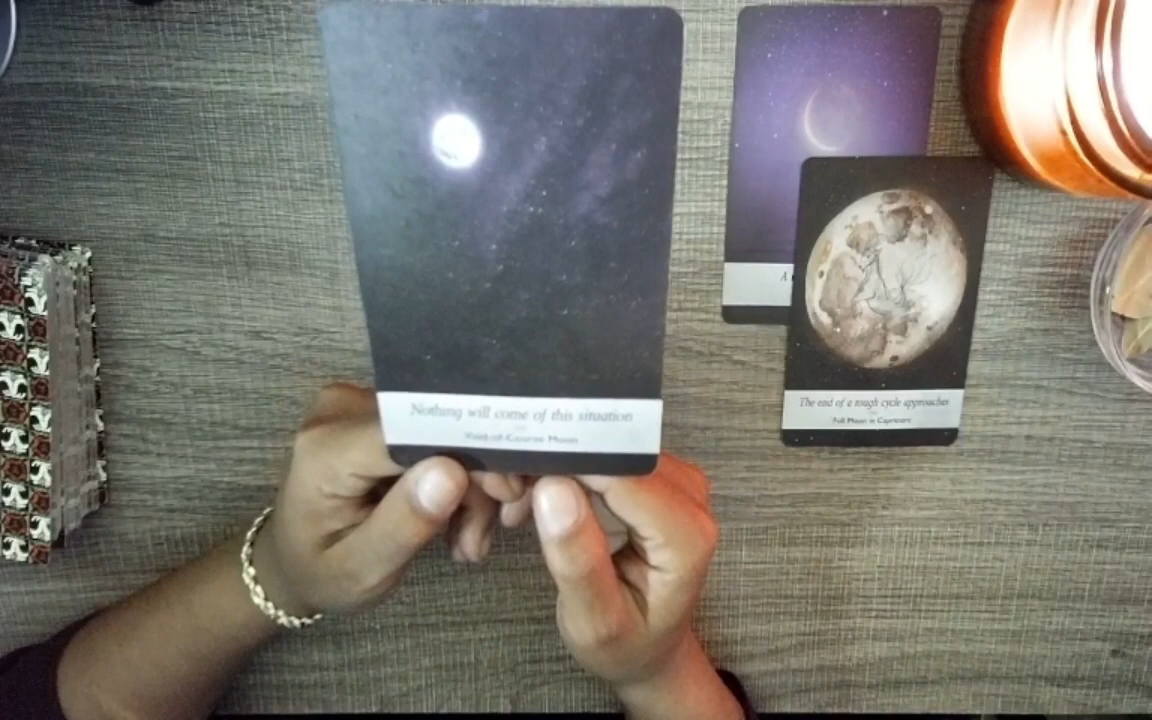 Nothing will come of this situation
Void-of-Course Moon
A
The end of a rough cycle approaches
Full Moon in Capricorn